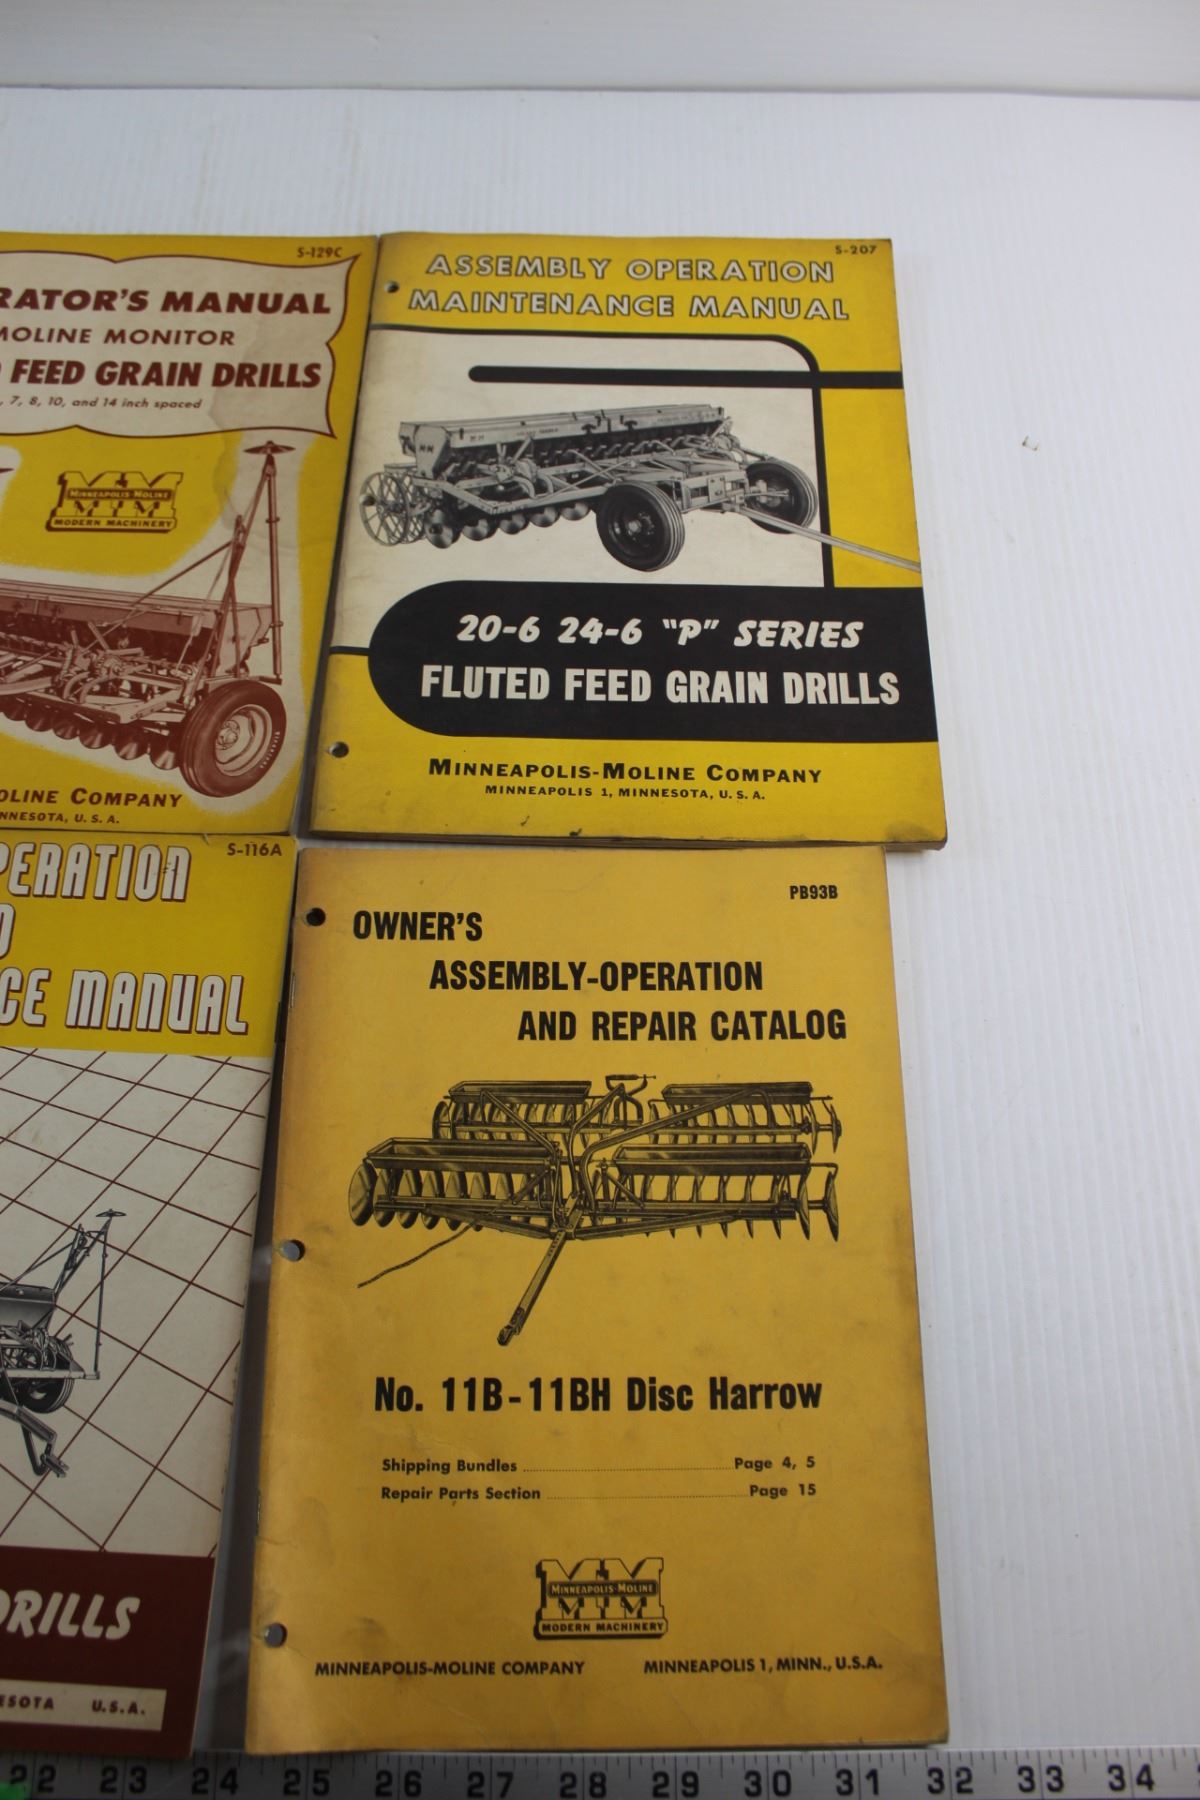 S-129C
RATOR'S MANUAL
MOLINE MONITOR
FEED GRAIN DRILLS
7, 8, 10, and 14 inch spaced
MINNEAPOLIS-MOLINE
MODERN MACHINERY
OLINE COMPANY
NNESOTA, U. S. A.
S-207
ASSEMBLY OPERATION
MAINTENANCE MANUAL
20-6 24-6 "P" SERIES
FLUTED FEED GRAIN DRILLS
MINNEAPOLIS-MOLINE COMPANY
MINNEAPOLIS 1, MINNESOTA, U. S. A.
S-116A
PERATION
CE MANUAL
DRILLS
ESOTA U.S.A.
PB93B
OWNER'S
ASSEMBLY-OPERATION
AND REPAIR CATALOG
No. 11B-11BH Disc Harrow
Shipping Bundles Page 4, 5
Repair Parts Section Page 15
MM
MINNEAPOLIS-MOLINE
MODERN MACHINERY
MINNEAPOLIS-MOLINE COMPANY MINNEAPOLIS 1, MINN., U.S.A.
22 23 24 25 26 27 28 29 30 31 32 33 34